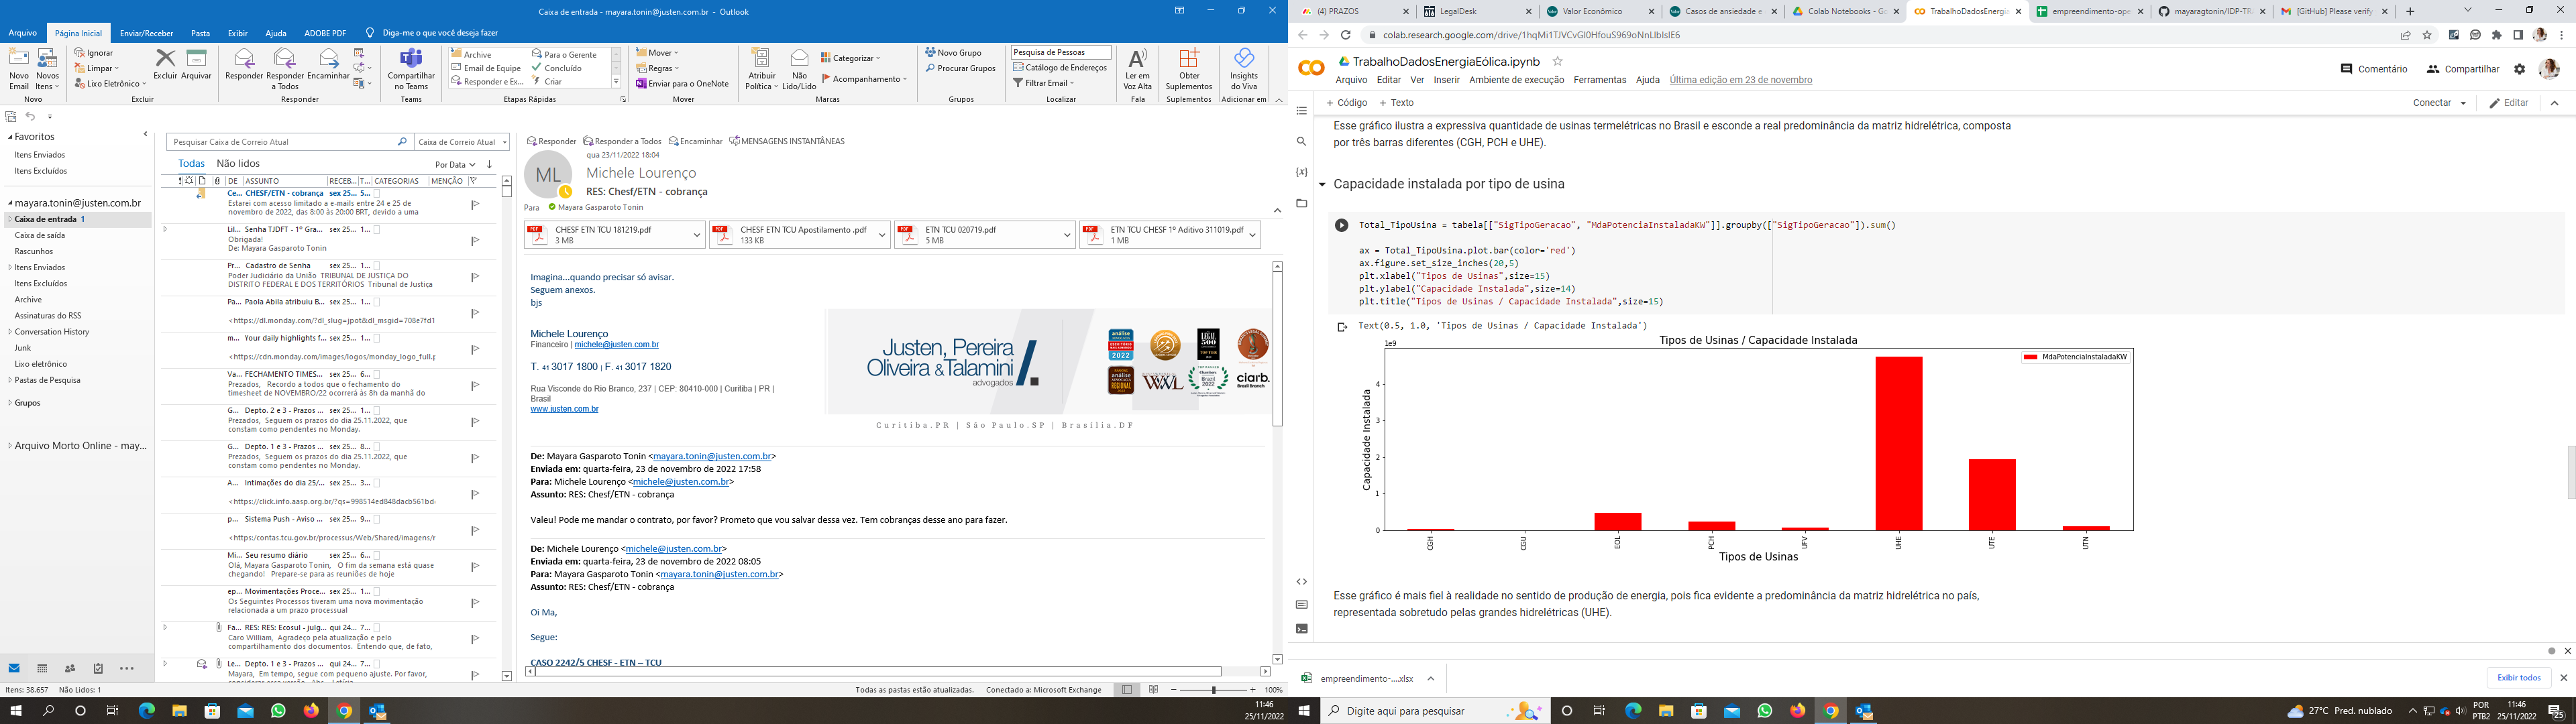 Caixa de entrada - mayara.tonin@justen.com.br - Outlook
Arquivo Página Inicial Enviar/Receber Pasta Exibir Ajuda ADOBE PDF Diga-me o que você deseja fazer
Novo Email
Novos Itens
Novo
Ignorar
Limpar
Lixo Eletrônico
Excluir
Arquivar
Excluir
Responder
Responder a Todos
Encaminhar
Responder
Compartilhar no Teams
Teams
Archive
Email de Equipe
Responder e Ex...
Para o Gerente
Concluído
Criar
Etapas Rápidas
Mover
Regras
Enviar para o OneNote
Mover
Atribuir Política
Não Lido/Lido
Categorizar
Acompanhamento
Marcas
Novo Grupo
Procurar Grupos
Grupos
Pesquisa de Pessoas
Catálogo de Endereços
Filtrar Email
Localizar
Ler em Voz Alta
Fala
Obter Suplementos
Suplementos
Insights do Viva
Adicionar em
Favoritos
Itens Enviados
Itens Excluídos
mayara.tonin@justen.com.br
Caixa de entrada 1
Caixa de saída
Rascunhos
Itens Enviados
Itens Excluídos
Archive
Assinaturas do RSS
Conversation History
Junk
Lixo eletrônico
Pastas de Pesquisa
Grupos
Arquivo Morto Online - may...
Pesquisar Caixa de Correio Atual Caixa de Correio Atual
Todas Não lidos Por Data
DE ASSUNTO RECEB... T... CATEGORIAS MENÇÃO
Ce... CHESF/ETN - cobrança sex 25... 5...
Estarei com acesso limitado a e-mails entre 24 e 25 de
novembro de 2022, das 8:00 às 20:00 BRT, devido a uma
Lil... Senha TJDFT - 1º Gra... sex 25... 1...
Obrigada!
De: Mayara Gasparoto Tonin
Pr... Cadastro de Senha sex 25... 1...
Poder Judiciário da União TRIBUNAL DE JUSTIÇA DO
DISTRITO FEDERAL E DOS TERRITÓRIOS Tribunal de Justiça
Pa... Paola Abila atribuiu B... sex 25... 1...
<https://dl.monday.com/?dl_slug=jpot&dl_msgid=708e7fd1
m... Your daily highlights f... sex 25... 1...
<https://cdn.monday.com/images/logos/monday_logo_full.p
Va... FECHAMENTO TIMES... sex 25... 6...
Prezados, Recordo a todos que o fechamento do
timesheet de NOVEMBRO/22 ocorrerá às 8h da manhã do
G... Depto. 2 e 3 - Prazos ... sex 25... 1...
Prezados, Seguem os prazos do dia 25.11.2022, que
constam como pendentes no Monday.
G... Depto. 1 e 3 - Prazos ... sex 25... 8...
Prezados, Seguem os prazos do dia 25.11.2022, que
constam como pendentes no Monday.
A... Intimações do dia 25/... sex 25... 3...
<https://click.info.aasp.org.br/?qs=998514ed848dacb561bd
p... Sistema Push - Aviso ... sex 25... 9...
<https:/contas.tcu.gov.br/processus/Web/Shared/imagens/r
Mi... Seu resumo diário sex 25... 6...
Olá, Mayara Gasparoto Tonin, O fim da semana está quase
chegando! Prepare-se para as reuniões de hoje
ep... Movimentações Proce... sex 25... 1...
Os Seguintes Processos tiveram uma nova movimentação
relacionada a um prazo processual
Fa... RES: RES: Ecosul - julg... qui 24... 7...
Caro William, Agradeço pela atualização e pelo
compartilhamento dos documentos. Entendo que, de fato,
Le... Depto. 1 e 3 - Prazos ... qui 24... 7...
Mayara, Em tempo, segue com pequeno ajuste. Por favor,
Itens: 38.657 Não Lidos: 1
Responder Responder a Todos Encaminhar MENSAGENS INSTANTÂNEAS
qua 23/11/2022 18:04
ML
Michele Lourenço
RES: Chesf/ETN - cobrança
Para Mayara Gasparoto Tonin
CHESF ETN TCU 181219.pdf
3 MB
CHESF ETN TCU Apostilamento .pdf
133 KB
ETN TCU 020719.pdf
5 MB
ETN TCU CHESF 1º Aditivo 311019.pdf
1 MB
Imagina...quando precisar só avisar.
Seguem anexos.
bjs
Michele Lourenço
Financeiro | michele@justen.com.br
T. 41 3017 1800 | F. 41 3017 1820
Rua Visconde do Rio Branco, 237 | CEP: 80410-000 | Curitiba | PR |
Brasil
www.justen.com.br
Justen, Pereira
Oliveira & Talamini
advogados
análise
2022
LEGAL 500
análise
REGIONAL
WWL
Chambers
Brazil
2022
ciarb.
Brazil Branch
Curitiba.PR | São Paulo.SP | Brasília.DF
De: Mayara Gasparoto Tonin <mayara.tonin@justen.com.br>
Enviada em: quarta-feira, 23 de novembro de 2022 17:58
Para: Michele Lourenço <michele@justen.com.br>
Assunto: RES: Chesf/ETN - cobrança
Valeu! Pode me mandar o contrato, por favor? Prometo que vou salvar dessa vez. Tem cobranças desse ano para fazer.
De: Michele Lourenço <michele@justen.com.br>
Enviada em: quarta-feira, 23 de novembro de 2022 08:05
Para: Mayara Gasparoto Tonin <mayara.tonin@justen.com.br>
Assunto: RES: Chesf/ETN - cobrança
Oi Ma,
Segue:
CASO 2242/5 CHESF - ETN – TCU
Todas as pastas estão atualizadas. Conectado a: Microsoft Exchange 100%
11:46
25/11/2022
(4) PRAZOS LegalDesk Valor Econômico Casos de ansiedade e Colab Notebooks - Go TrabalhoDadosEnergia empreendimento-ope mayaragtonin/IDP-TR [GitHub] Please verify
colab.research.google.com/drive/1hqMi1TJVCvGl0HfouS969oNnLlbIsIE6
TrabalhoDadosEnergiaEólica.ipynb
Arquivo Editar Ver Inserir Ambiente de execução Ferramentas Ajuda Última edição em 23 de novembro
Comentário Compartilhar
+ Código + Texto Conectar Editar
Esse gráfico ilustra a expressiva quantidade de usinas termelétricas no Brasil e esconde a real predominância da matriz hidrelétrica, composta
por três barras diferentes (CGH, PCH e UHE).
Capacidade instalada por tipo de usina
Total_TipoUsina = tabela[["SigTipoGeracao", "MdaPotenciaInstaladaKW"]].groupby(["SigTipoGeracao"]).sum()
ax = Total_TipoUsina.plot.bar(color='red')
ax.figure.set_size_inches(20,5)
plt.xlabel("Tipos de Usinas",size=15)
plt.ylabel("Capacidade Instalada",size=14)
plt.title("Tipos de Usinas / Capacidade Instalada",size=15)
Text(0.5, 1.0, 'Tipos de Usinas / Capacidade Instalada')
Tipos de Usinas / Capacidade Instalada
1e9
MdaPotenciaInstaladaKW
Capacidade Instalada
4
3
2
1
0
CGH CGU EOL PCH UFV UHE UTE UTN
Tipos de Usinas
Esse gráfico é mais fiel à realidade no sentido de produção de energia, pois fica evidente a predominância da matriz hidrelétrica no país,
representada sobretudo pelas grandes hidrelétricas (UHE).
empreendimento-....xlsx
Exibir todos
Digite aqui para pesquisar
27°C Pred. nublado
POR
PTB2
11:46
25/11/2022
25